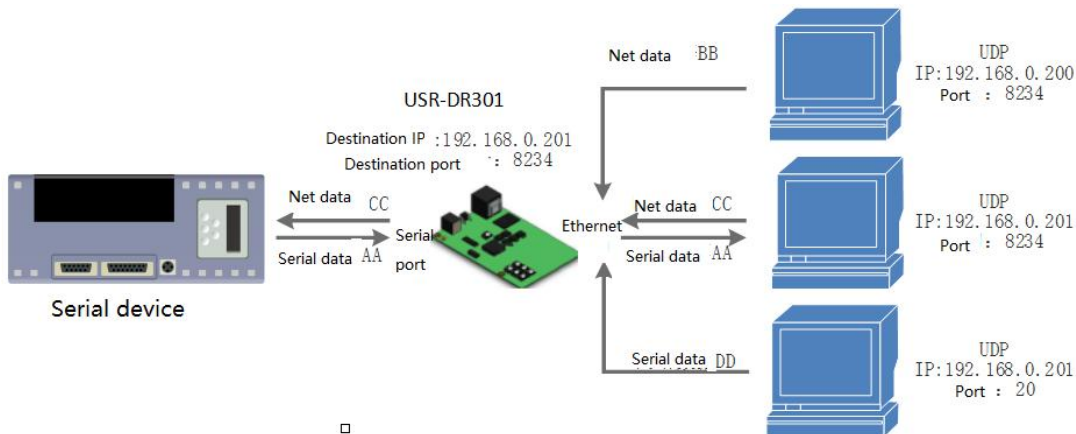 Net data BB
UDP
IP:192.168.0.200
Port : 8234
USR-DR301
Destination IP :192.168.0.201
Destination port : 8234
Net data CC
Serial data AA
Serial port
Ethernet
Net data CC
Serial data AA
UDP
IP:192.168.0.201
Port : 8234
Serial device
Serial data DD
UDP
IP:192.168.0.201
Port : 20